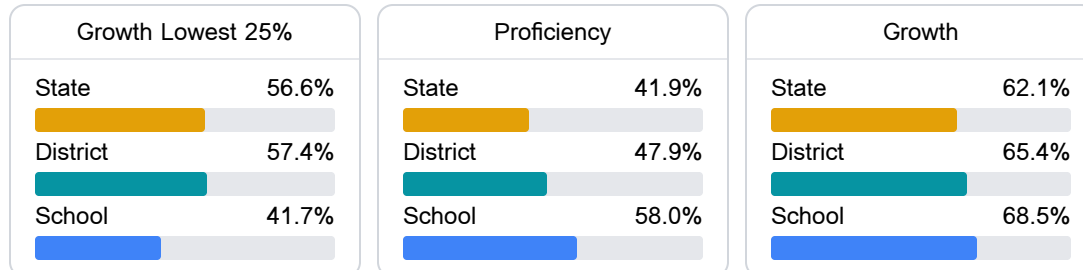 Growth Lowest 25%
State 56.6%
District 57.4%
School 41.7%
Proficiency
State 41.9%
District 47.9%
School 58.0%
Growth
State 62.1%
District 65.4%
School 68.5%